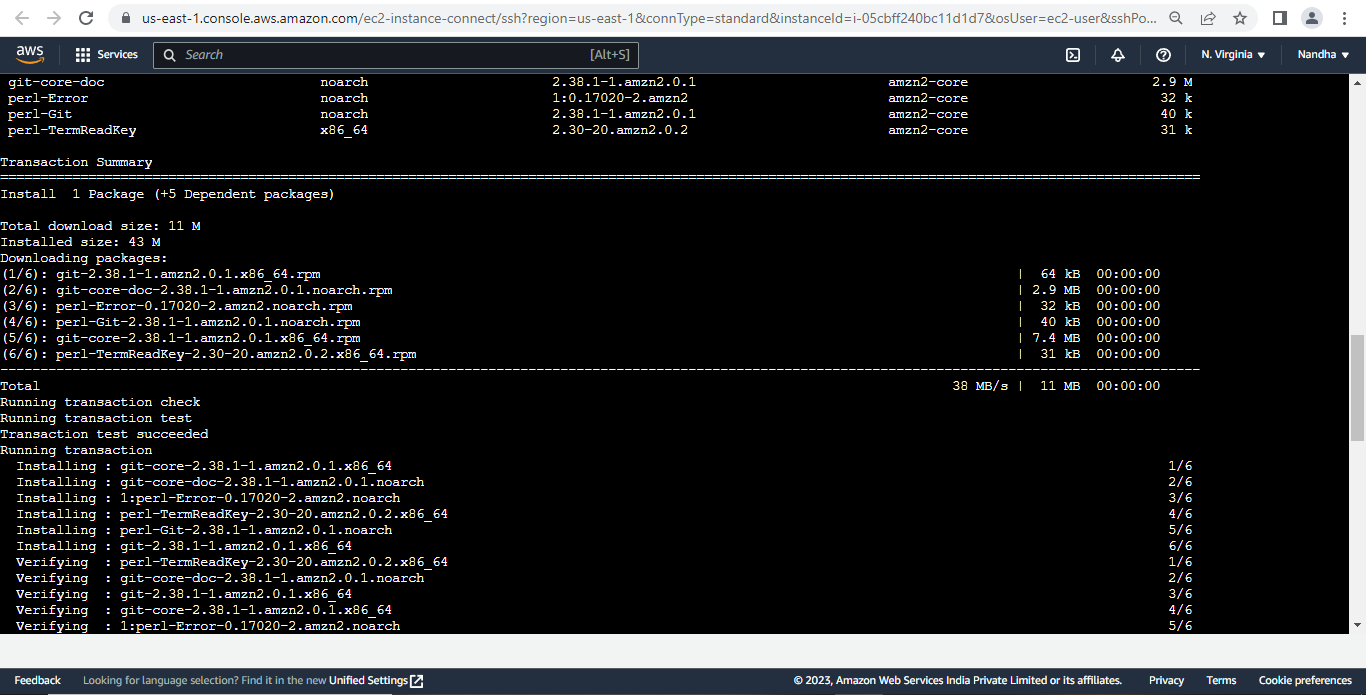 us-east-1.console.aws.amazon.com/ec2-instance-connect/ssh?region=us-east-1&connType=standard&instanceId=i-05cbff240bc11d1d7&osUser=ec2-user&sshPo...
aws Services Search [Alt+S] N. Virginia Nandha
git-core-doc noarch 2.38.1-1.amzn2.0.1 amzn2-core 2.9 M
perl-Error noarch 1:0.17020-2.amzn2 amzn2-core 32 k
perl-Git noarch 2.38.1-1.amzn2.0.1 amzn2-core 40 k
perl-TermReadKey x86_64 2.30-20.amzn2.0.2 amzn2-core 31 k
Transaction Summary
Install 1 Package (+5 Dependent packages)
Total download size: 11 M
Installed size: 43 M
Downloading packages:
(1/6): git-2.38.1-1.amzn2.0.1.x86_64.rpm | 64 kB 00:00:00
(2/6): git-core-doc-2.38.1-1.amzn2.0.1.noarch.rpm | 2.9 MB 00:00:00
(3/6): perl-Error-0.17020-2.amzn2.noarch.rpm | 32 kB 00:00:00
(4/6): perl-Git-2.38.1-1.amzn2.0.1.noarch.rpm | 40 kB 00:00:00
(5/6): git-core-2.38.1-1.amzn2.0.1.x86_64.rpm | 7.4 MB 00:00:00
(6/6): perl-TermReadKey-2.30-20.amzn2.0.2.x86_64.rpm | 31 kB 00:00:00
Total 38 MB/s | 11 MB 00:00:00
Running transaction check
Running transaction test
Transaction test succeeded
Running transaction
Installing : git-core-2.38.1-1.amzn2.0.1.x86_64 1/6
Installing : git-core-doc-2.38.1-1.amzn2.0.1.noarch 2/6
Installing : 1:perl-Error-0.17020-2.amzn2.noarch 3/6
Installing : perl-TermReadKey-2.30-20.amzn2.0.2.x86_64 4/6
Installing : perl-Git-2.38.1-1.amzn2.0.1.noarch 5/6
Installing : git-2.38.1-1.amzn2.0.1.x86_64 6/6
Verifying : perl-TermReadKey-2.30-20.amzn2.0.2.x86_64 1/6
Verifying : git-core-doc-2.38.1-1.amzn2.0.1.noarch 2/6
Verifying : git-2.38.1-1.amzn2.0.1.x86_64 3/6
Verifying : git-core-2.38.1-1.amzn2.0.1.x86_64 4/6
Verifying : 1:perl-Error-0.17020-2.amzn2.noarch 5/6
Feedback Looking for language selection? Find it in the new Unified Settings © 2023, Amazon Web Services India Private Limited or its affiliates. Privacy Terms Cookie preferences